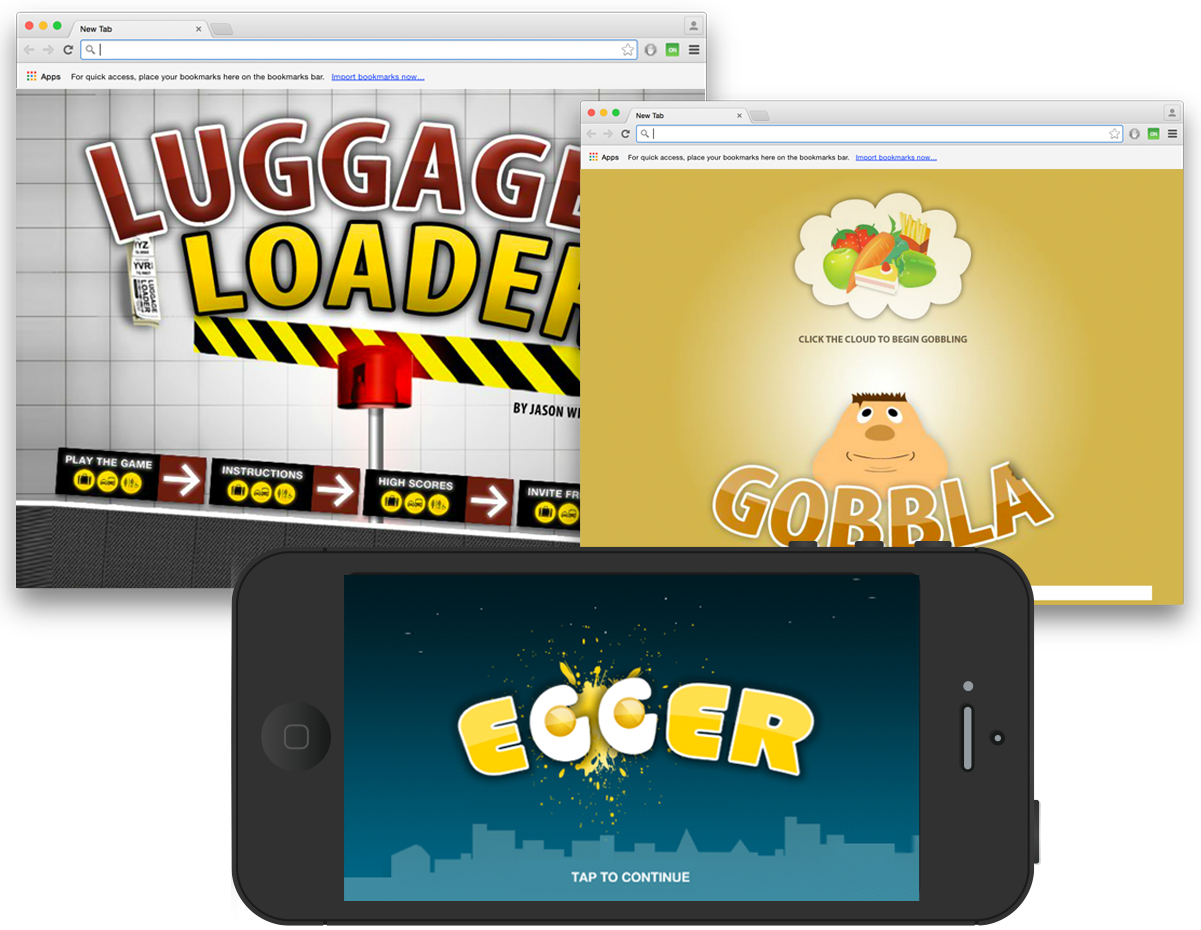 New Tab
Apps For quick access, place your bookmarks here on the bookmarks bar. Import bookmarks now...
LUGGAGE
LOADER
YYZ
YVR
LUGGAGE
LOADER
BY JASON WI
PLAY THE GAME
INSTRUCTIONS
HIGH SCORES
INVITE FR
New Tab
ON
Apps For quick access, place your bookmarks here on the bookmarks bar. Import bookmarks now...
CLICK THE CLOUD TO BEGIN GOBBLING
GOBBLA
EGGER
TAP TO CONTINUE